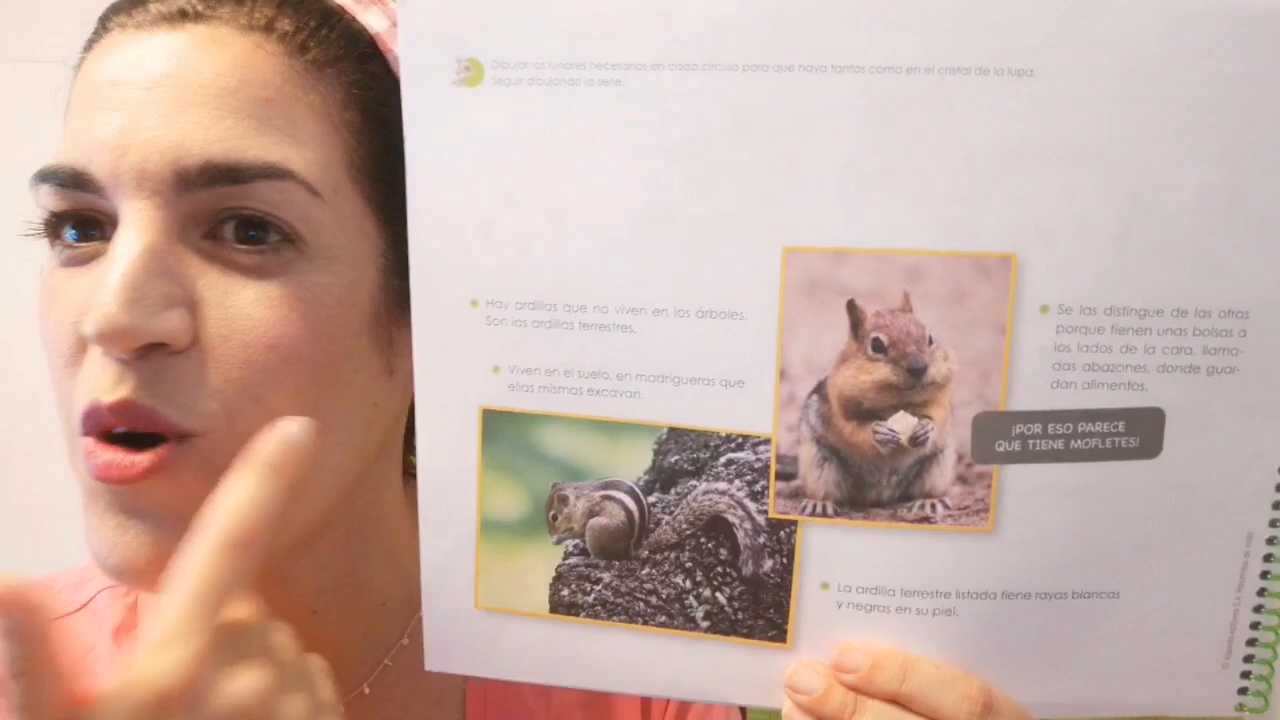 Dibujar los lunares necesarios en cada círculo para que haya tantos como en el cristal de la lupa.
Seguir dibujando la serie.
Hay ardillas que no viven en los árboles.
Son las ardillas terrestres.
Viven en el suelo, en madrigueras que
ellas mismas excavan.
Se las distingue de las otras
porque tienen unas bolsas a
los lados de la cara, llama-
das abazones, donde guar-
dan alimentos.
¡POR ESO PARECE
QUE TIENE MOFLETES!
La ardilla terrestre listada tiene rayas blancas
y negras en su piel.